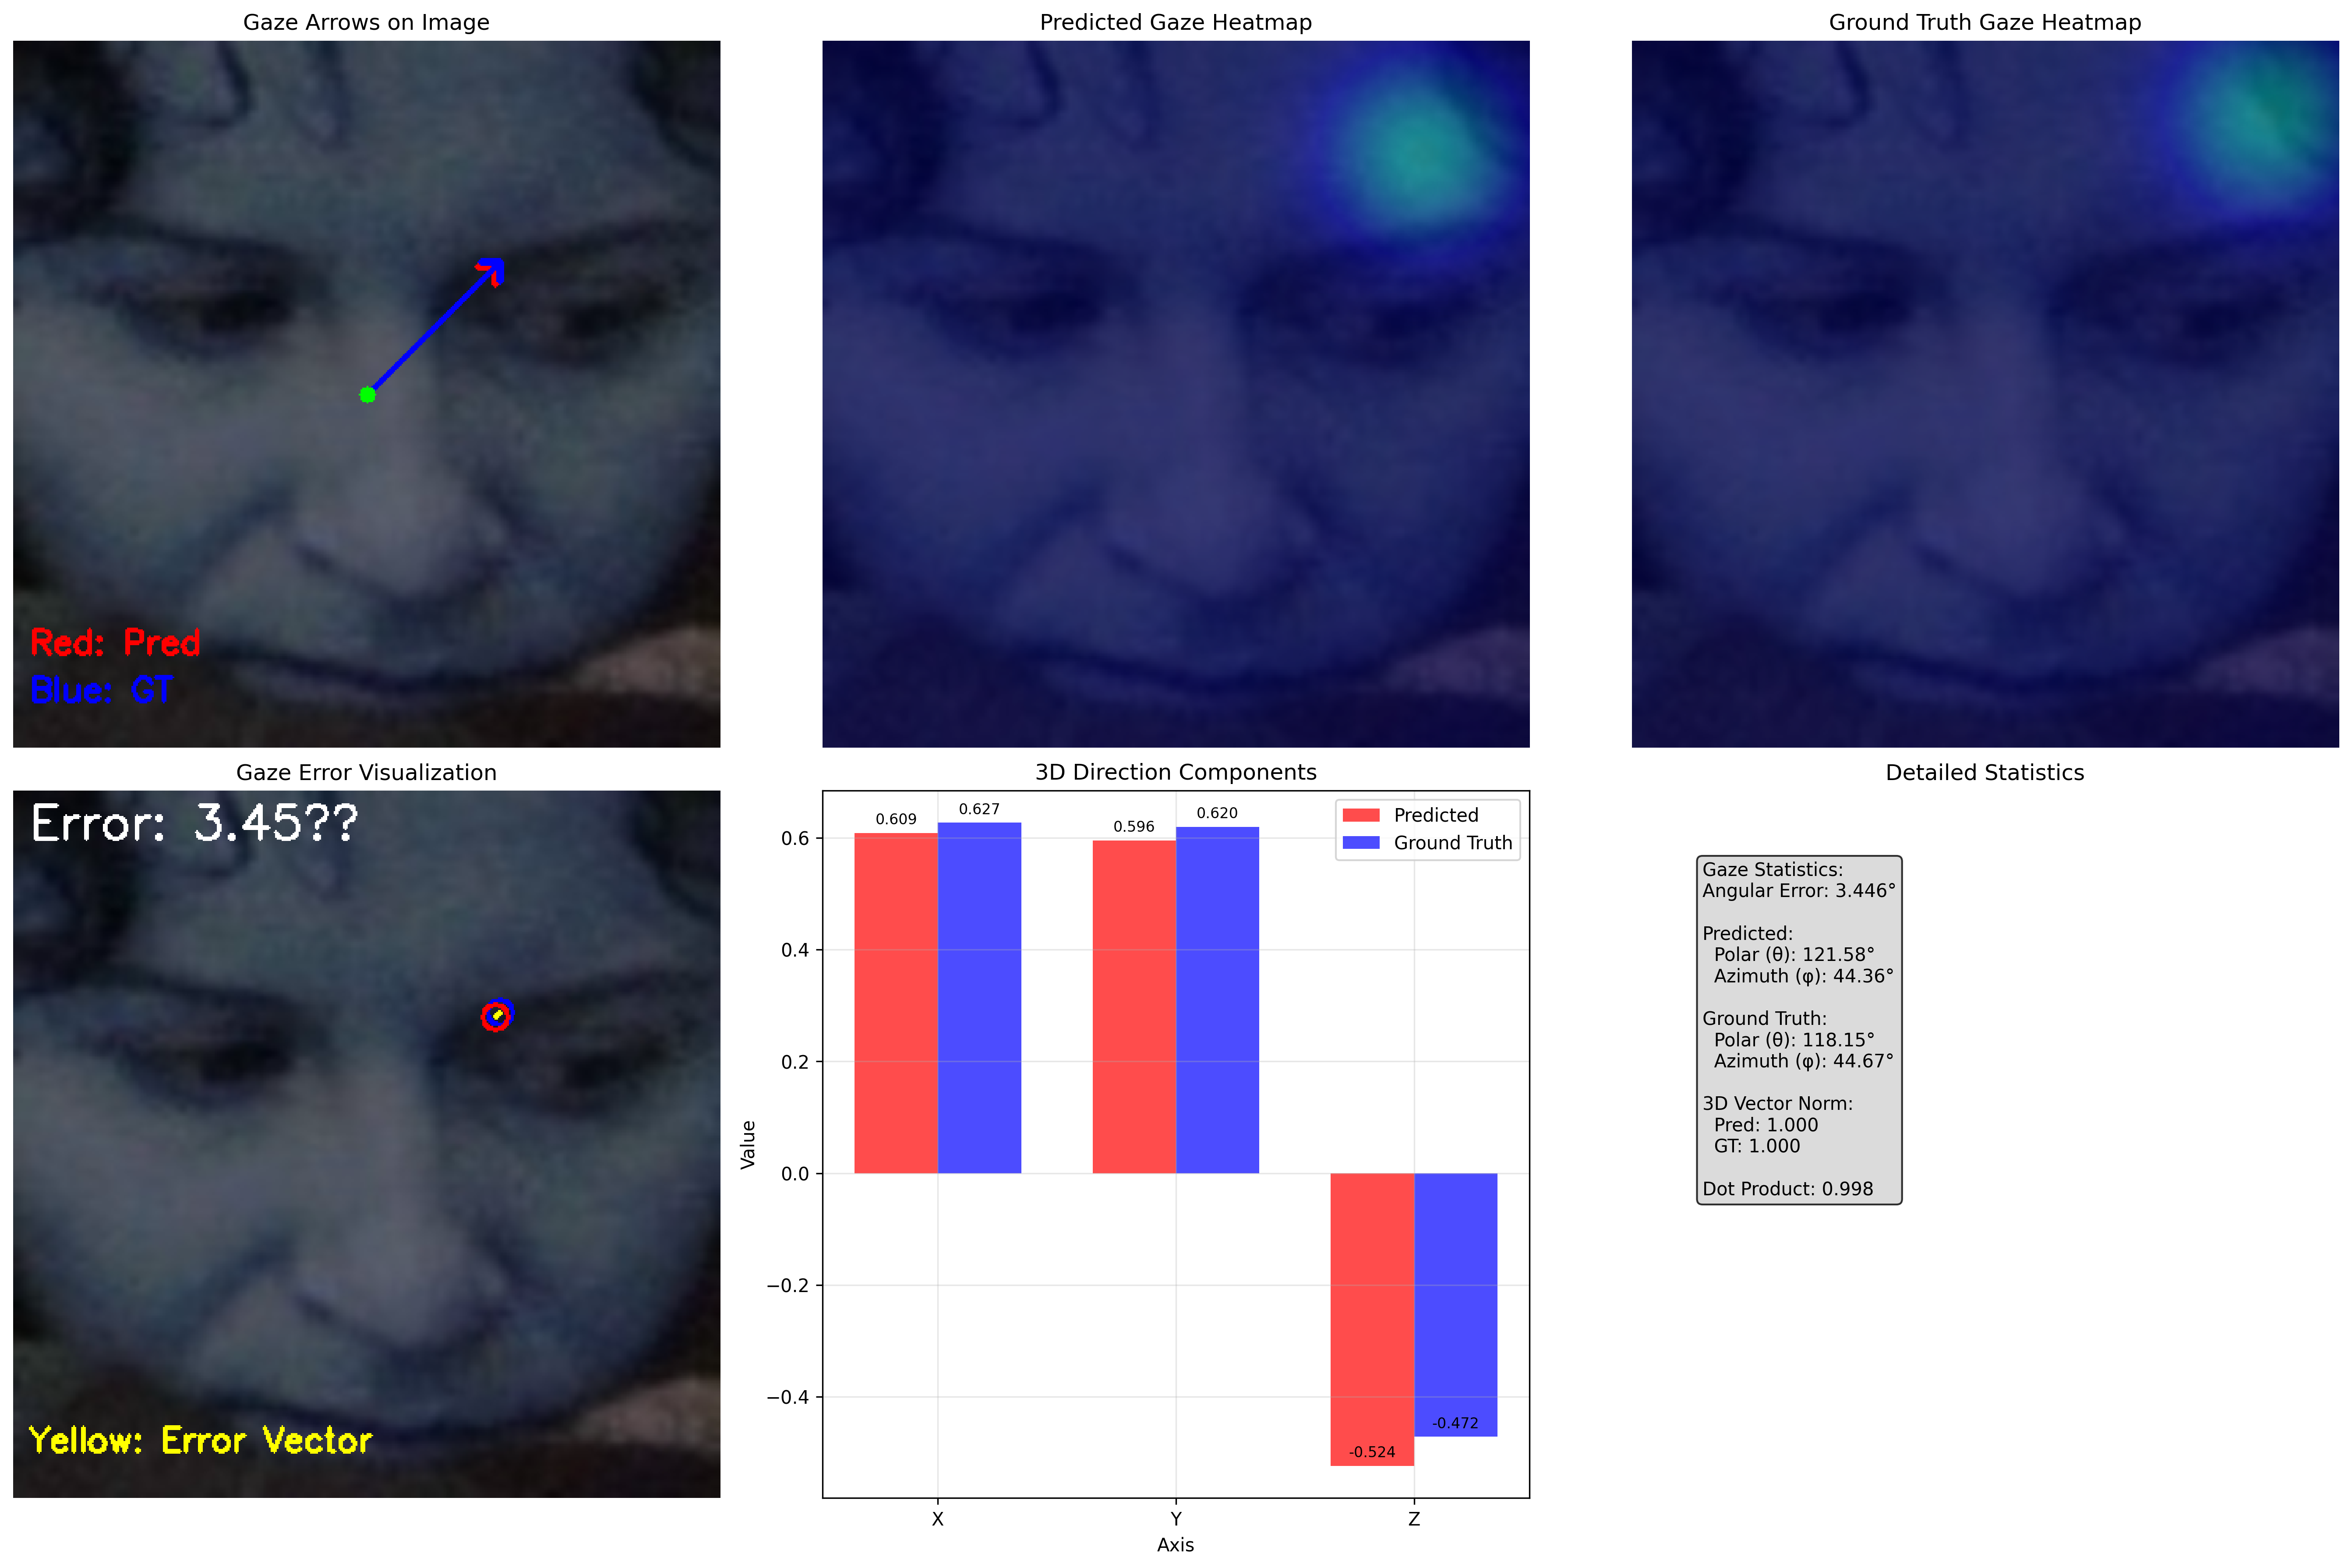 Gaze Arrows on Image
Predicted Gaze Heatmap
Ground Truth Gaze Heatmap
Red: Pred
Blue: GT
Gaze Error Visualization
3D Direction Components
Detailed Statistics
Error: 3.45??
Yellow: Error Vector
Value
0.6
0.4
0.2
0.0
−0.2
−0.4
0.609
0.627
0.596
0.620
-0.524
-0.472
Predicted
Ground Truth
X
Y
Z
Axis
Gaze Statistics:
Angular Error: 3.446°
Predicted:
Polar (θ): 121.58°
Azimuth (φ): 44.36°
Ground Truth:
Polar (θ): 118.15°
Azimuth (φ): 44.67°
3D Vector Norm:
Pred: 1.000
GT: 1.000
Dot Product: 0.998